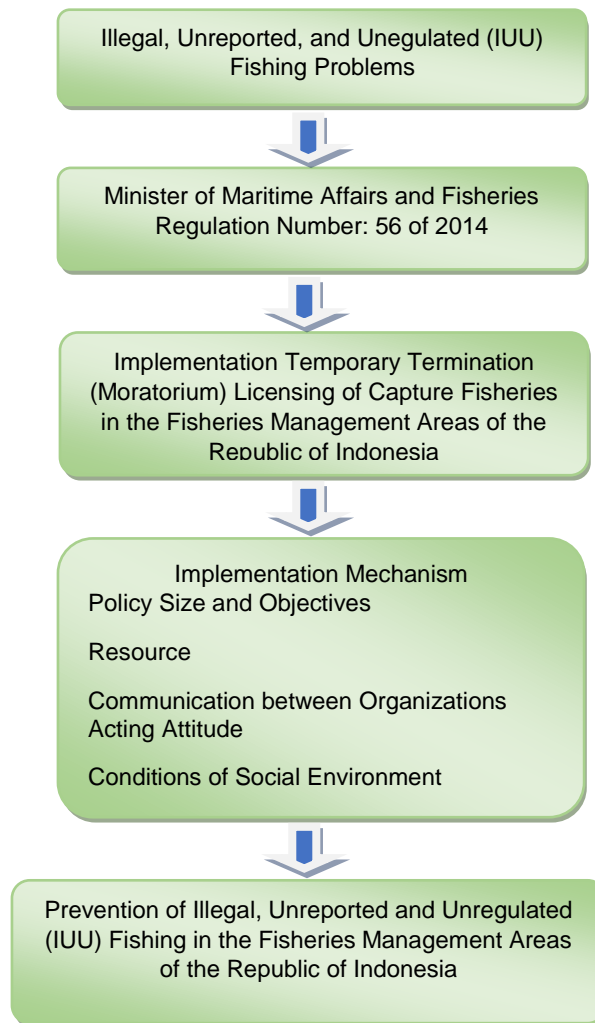 Illegal, Unreported, and Unegulated (IUU)
Fishing Problems
Minister of Maritime Affairs and Fisheries
Regulation Number: 56 of 2014
Implementation Temporary Termination
(Moratorium) Licensing of Capture Fisheries
in the Fisheries Management Areas of the
Republic of Indonesia
Implementation Mechanism
Policy Size and Objectives
Resource
Communication between Organizations
Acting Attitude
Conditions of Social Environment
Prevention of Illegal, Unreported and Unregulated
(IUU) Fishing in the Fisheries Management Areas
of the Republic of Indonesia